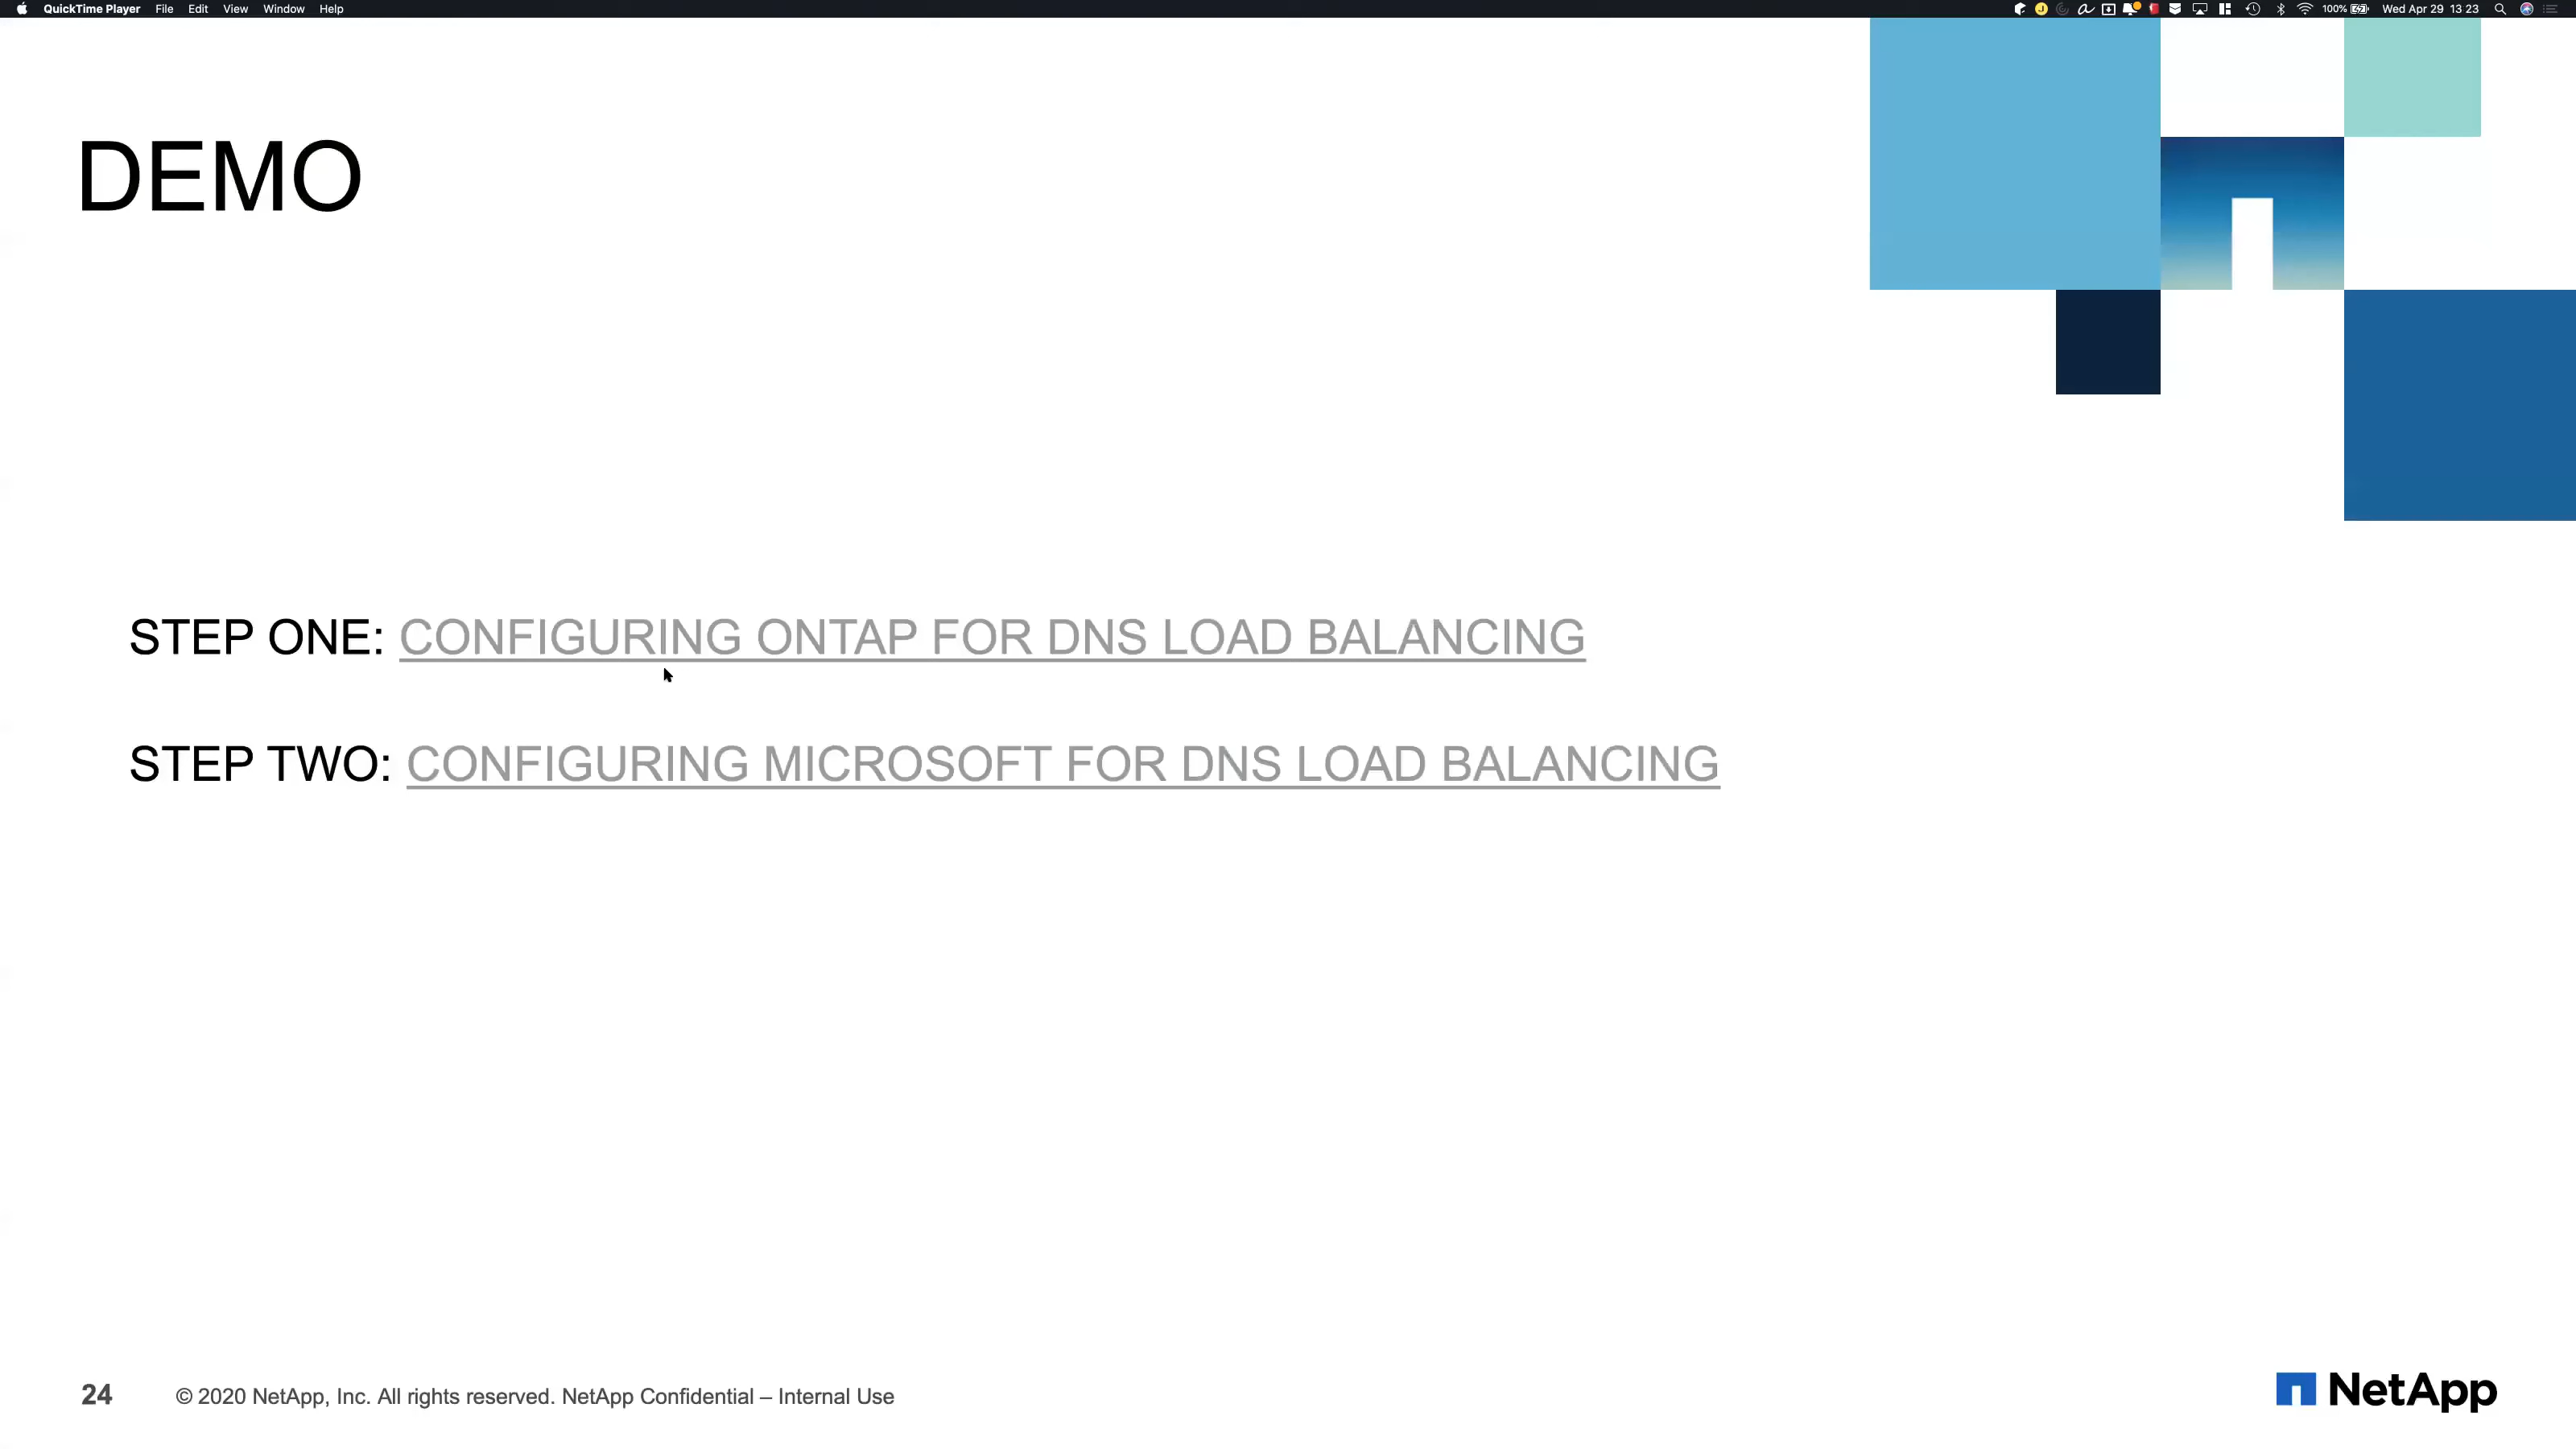 QuickTime Player File Edit View Window Help 100% Wed Apr 29 13 23
DEMO
STEP ONE: CONFIGURING ONTAP FOR DNS LOAD BALANCING
STEP TWO: CONFIGURING MICROSOFT FOR DNS LOAD BALANCING
24 © 2020 NetApp, Inc. All rights reserved. NetApp Confidential – Internal Use
NetApp